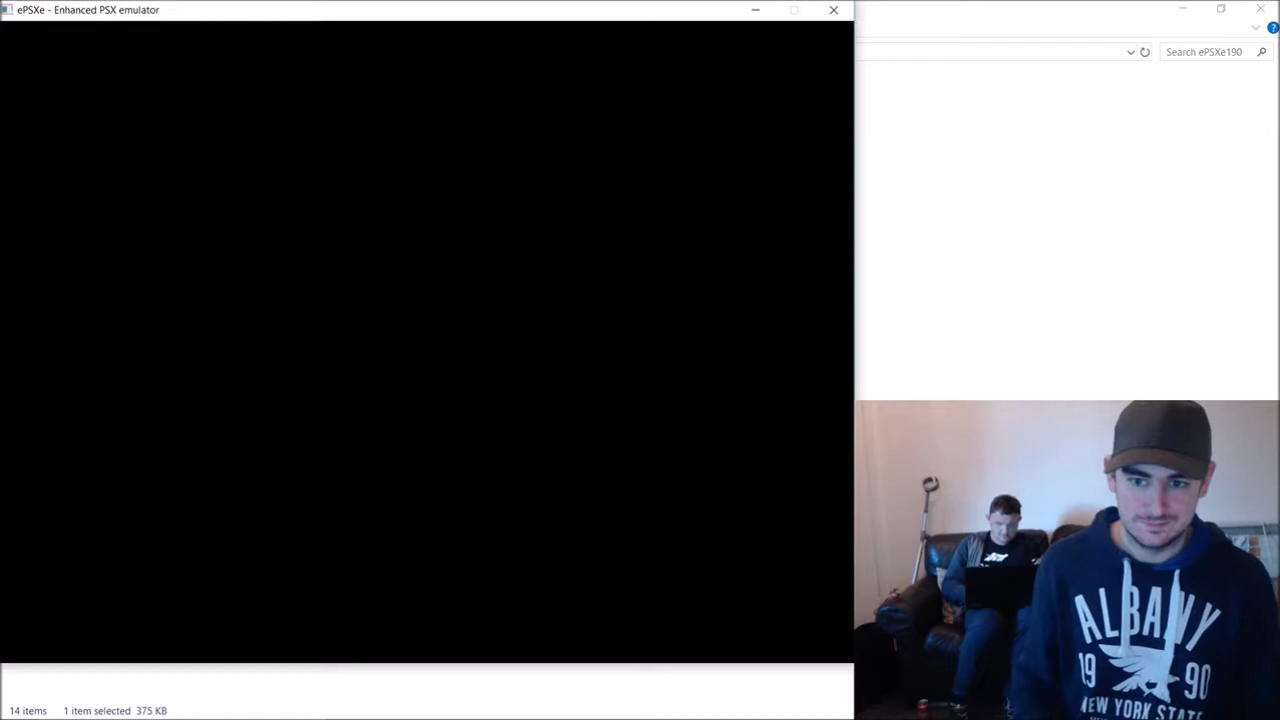 ePSXe - Enhanced PSX emulator
Search ePSXe190
ALBANY
19 90
NEW YORK STATE
14 items 1 item selected 375 KB